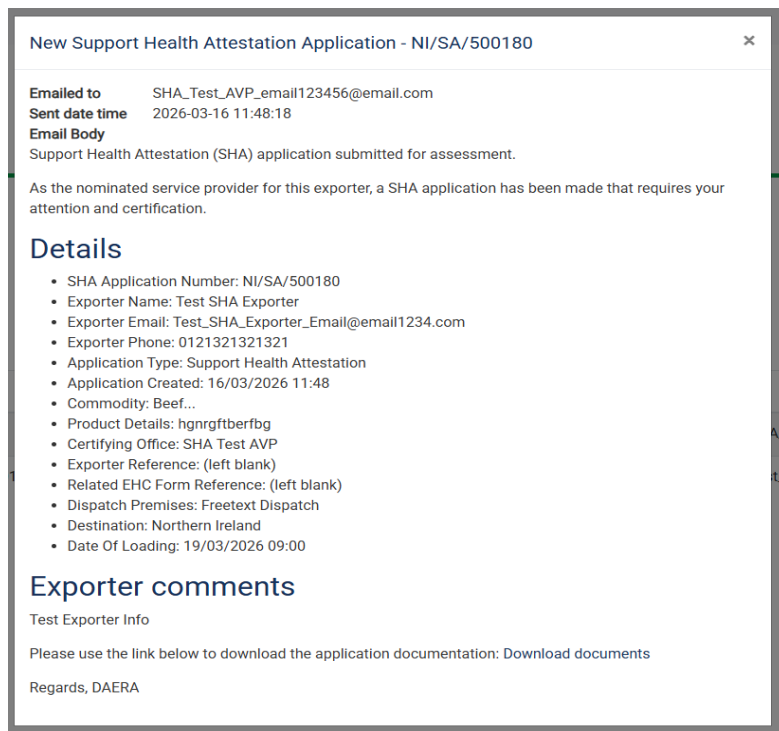 New Support Health Attestation Application - NI/SA/500180 ×
Emailed to SHA_Test_AVP_email123456@email.com
Sent date time 2026-03-16 11:48:18
Email Body
Support Health Attestation (SHA) application submitted for assessment.
As the nominated service provider for this exporter, a SHA application has been made that requires your
attention and certification.
Details
• SHA Application Number: NI/SA/500180
• Exporter Name: Test SHA Exporter
• Exporter Email: Test_SHA_Exporter_Email@email1234.com
• Exporter Phone: 0121321321321
• Application Type: Support Health Attestation
• Application Created: 16/03/2026 11:48
• Commodity: Beef...
• Product Details: hgnrgftberfbg
• Certifying Office: SHA Test AVP
• Exporter Reference: (left blank)
• Related EHC Form Reference: (left blank)
• Dispatch Premises: Freetext Dispatch
• Destination: Northern Ireland
• Date Of Loading: 19/03/2026 09:00
Exporter comments
Test Exporter Info
Please use the link below to download the application documentation: Download documents
Regards, DAERA